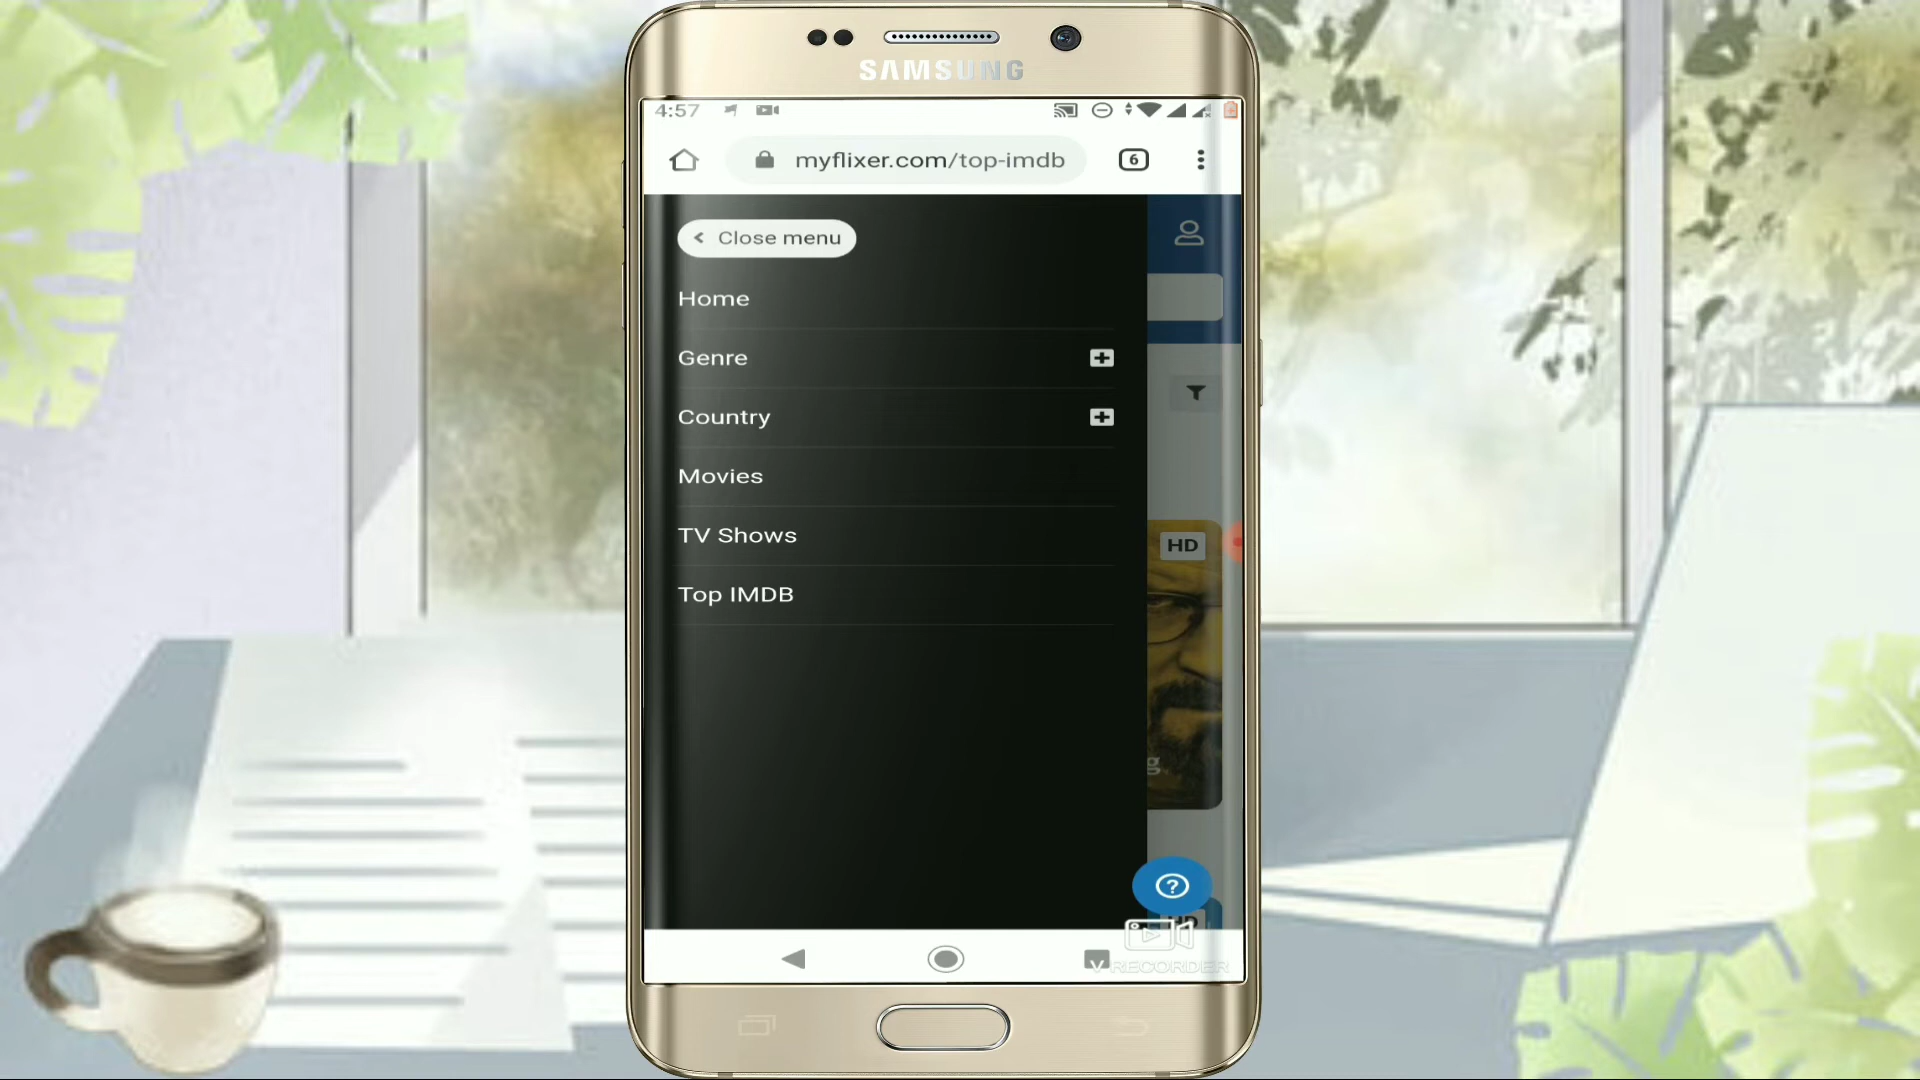 SAMSUNG
4:57
myflixer.com/top-imdb
6
Close menu
Home
Genre
Country
Movies
TV Shows
HD
Top IMDB
g
?
HD
V RECORDER